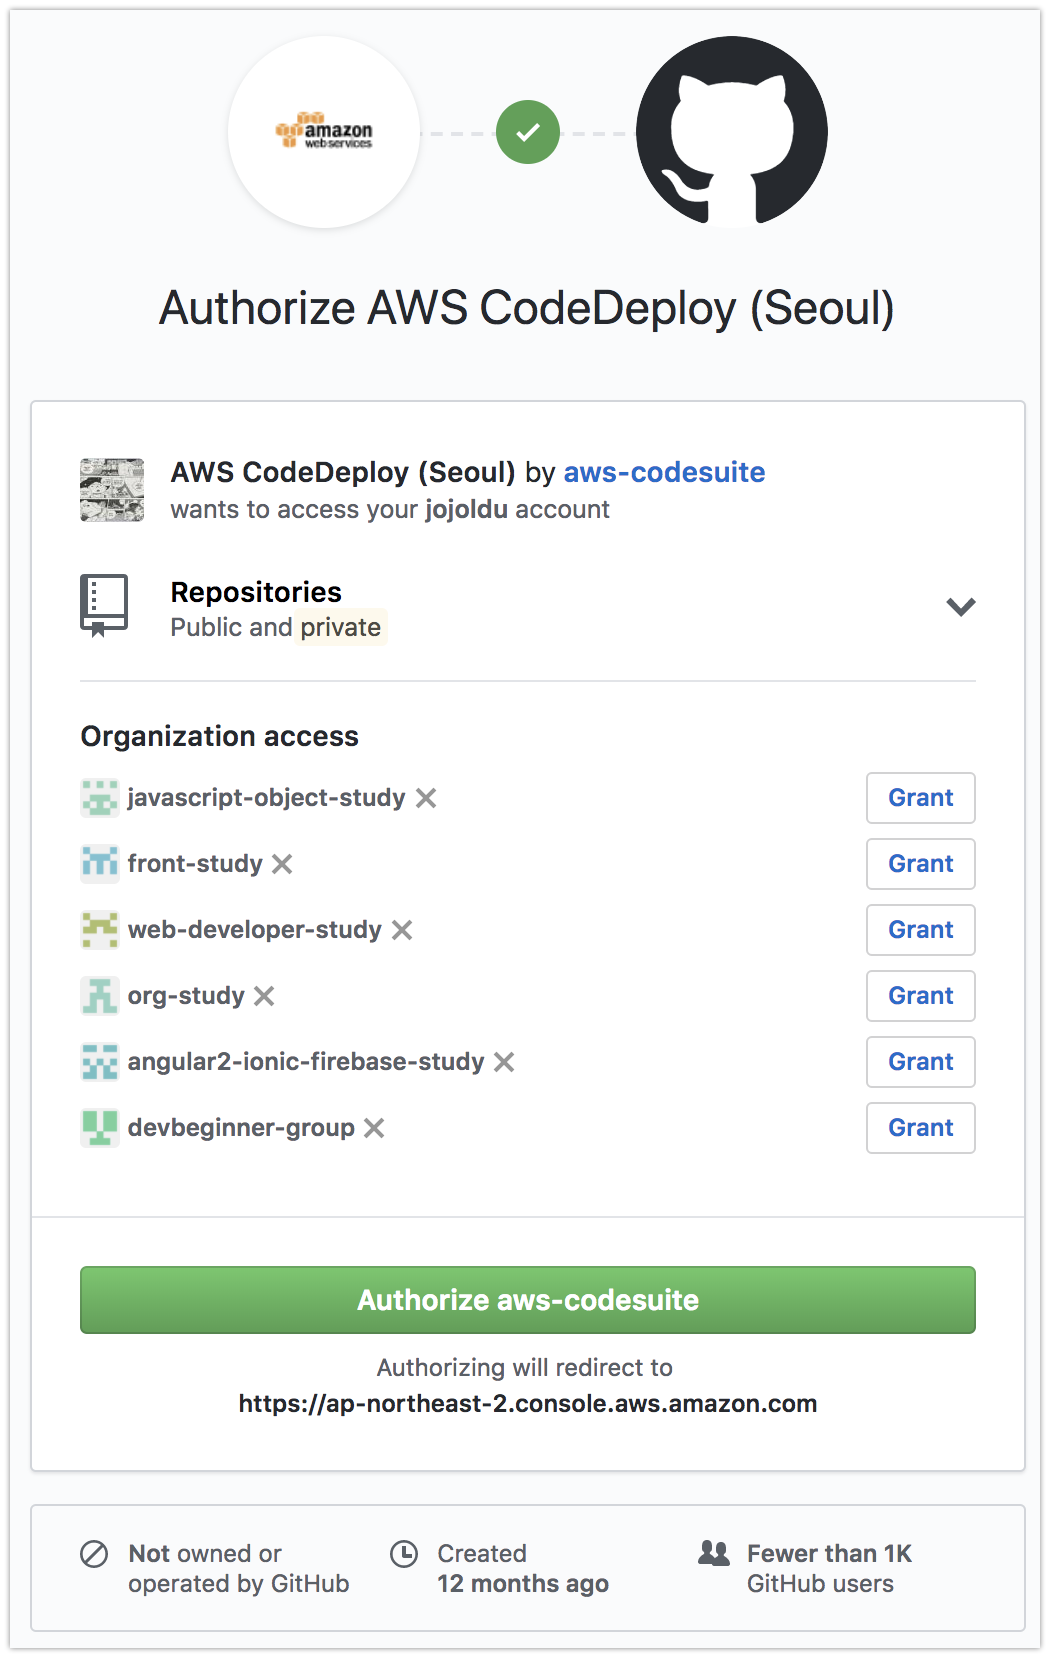 amazon
webservices
Authorize AWS CodeDeploy (Seoul)
AWS CodeDeploy (Seoul) by aws-codesuite
wants to access your jojoldu account
Repositories
Public and private
Organization access
javascript-object-study
Grant
front-study
Grant
web-developer-study
Grant
org-study
Grant
angular2-ionic-firebase-study
Grant
devbeginner-group
Grant
Authorize aws-codesuite
Authorizing will redirect to
https://ap-northeast-2.console.aws.amazon.com
Not owned or
operated by GitHub
Created
12 months ago
Fewer than 1K
GitHub users